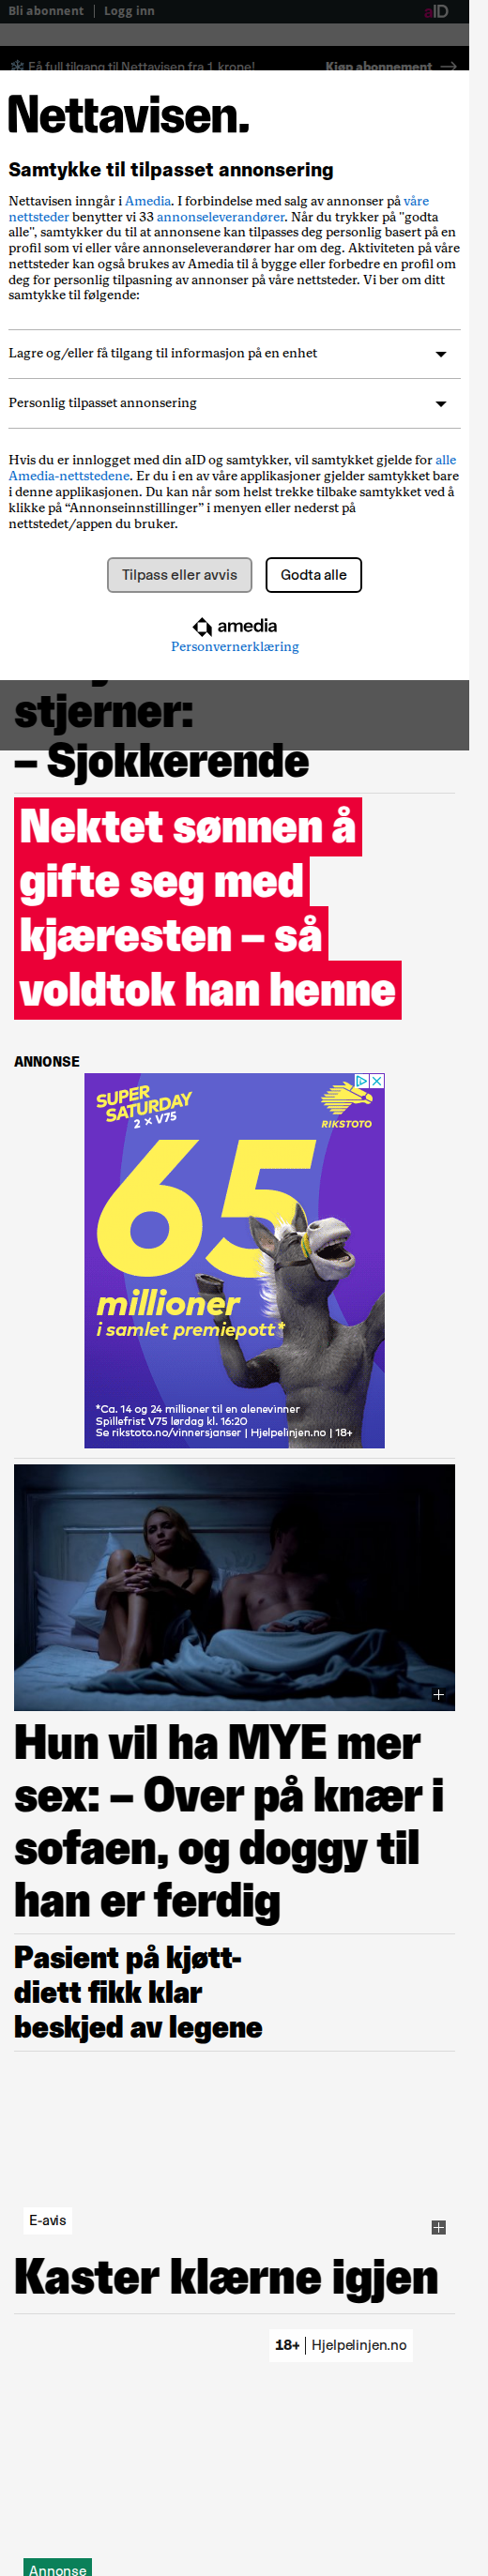 Bli abonnent | Logg inn
aID
Få full tilgang til Nettavisen fra 1 krone!
Kjøp abonnement
Nettavisen.
Samtykke til tilpasset annonsering
Nettavisen inngår i Amedia. I forbindelse med salg av annonser på våre
nettsteder benytter vi 33 annonseleverandører. Når du trykker på "godta
alle", samtykker du til at annonsene kan tilpasses deg personlig basert på en
profil som vi eller våre annonseleverandører har om deg. Aktiviteten på våre
nettsteder kan også brukes av Amedia til å bygge eller forbedre en profil om
deg for personlig tilpasning av annonser på våre nettsteder. Vi ber om ditt
samtykke til følgende:
Lagre og/eller få tilgang til informasjon på en enhet
Personlig tilpasset annonsering
Hvis du er innlogget med din aID og samtykker, vil samtykket gjelde for alle
Amedia-nettstedene. Er du i en av våre applikasjoner gjelder samtykket bare
i denne applikasjonen. Du kan når som helst trekke tilbake samtykket ved å
klikke på “Annonseinnstillinger” i menyen eller nederst på
nettstedet/appen du bruker.
Tilpass eller avvis
Godta alle
amedia
Personvernerklæring
stjerner:
– Sjokkerende
Nektet sønnen å
gifte seg med
kjæresten – så
voldtok han henne
ANNONSE
SUPER
SATURDAY
2 x V75
RIKSTOTO
65
millioner
i samlet premiepott*
*Ca. 14 og 24 millioner til en alenevinner
Spillefrist V75 lørdag kl. 16:20
Se rikstoto.no/vinnersjanser | Hjelpelinjen.no | 18+
Hun vil ha MYE mer
sex: – Over på knær i
sofaen, og doggy til
han er ferdig
Pasient på kjøtt-
diett fikk klar
beskjed av legene
E-avis
Kaster klærne igjen
18+ | Hjelpelinjen.no
Annonse